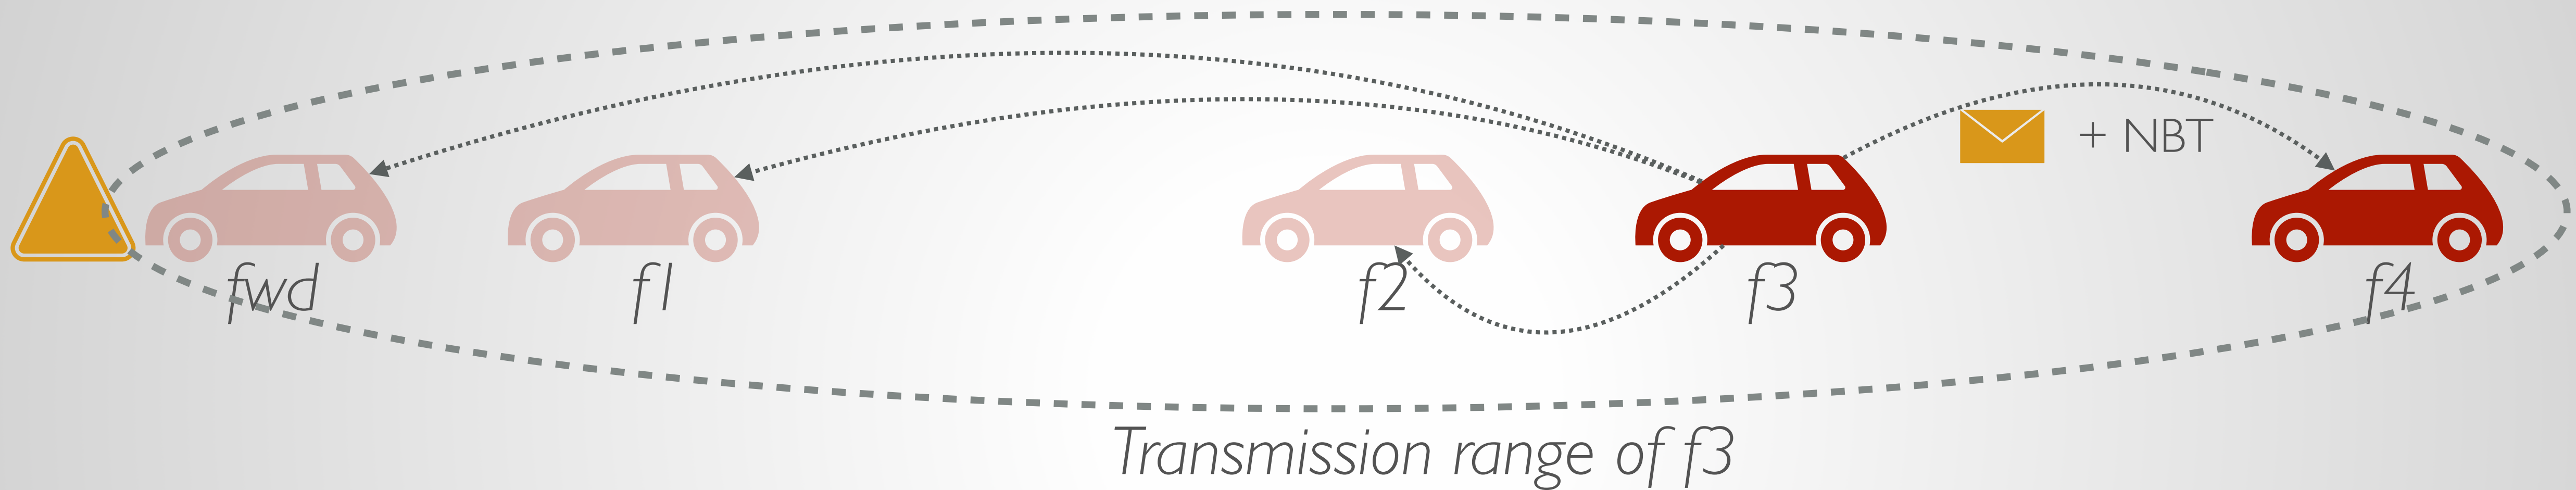 + NBT
fwd
f1
f2
f3
f4
Transmission range of f3